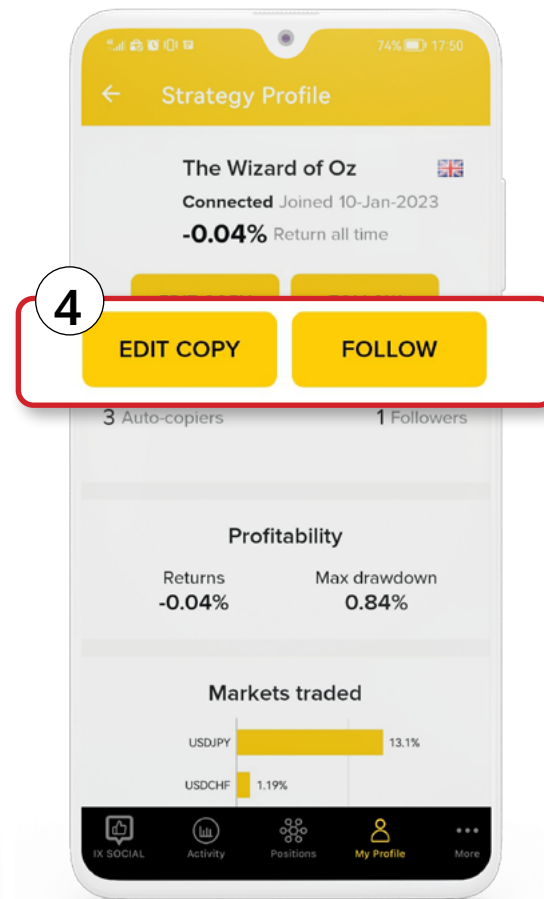 74% 17:50
Strategy Profile
The Wizard of Oz
Connected Joined 10-Jan-2023
-0.04% Return all time
4
EDIT COPY FOLLOW
3 Auto-copiers 1 Followers
Profitability
Returns Max drawdown
-0.04% 0.84%
Markets traded
USDJPY 13.1%
USDCHF 1.19%
IX SOCIAL Activity Positions My Profile More